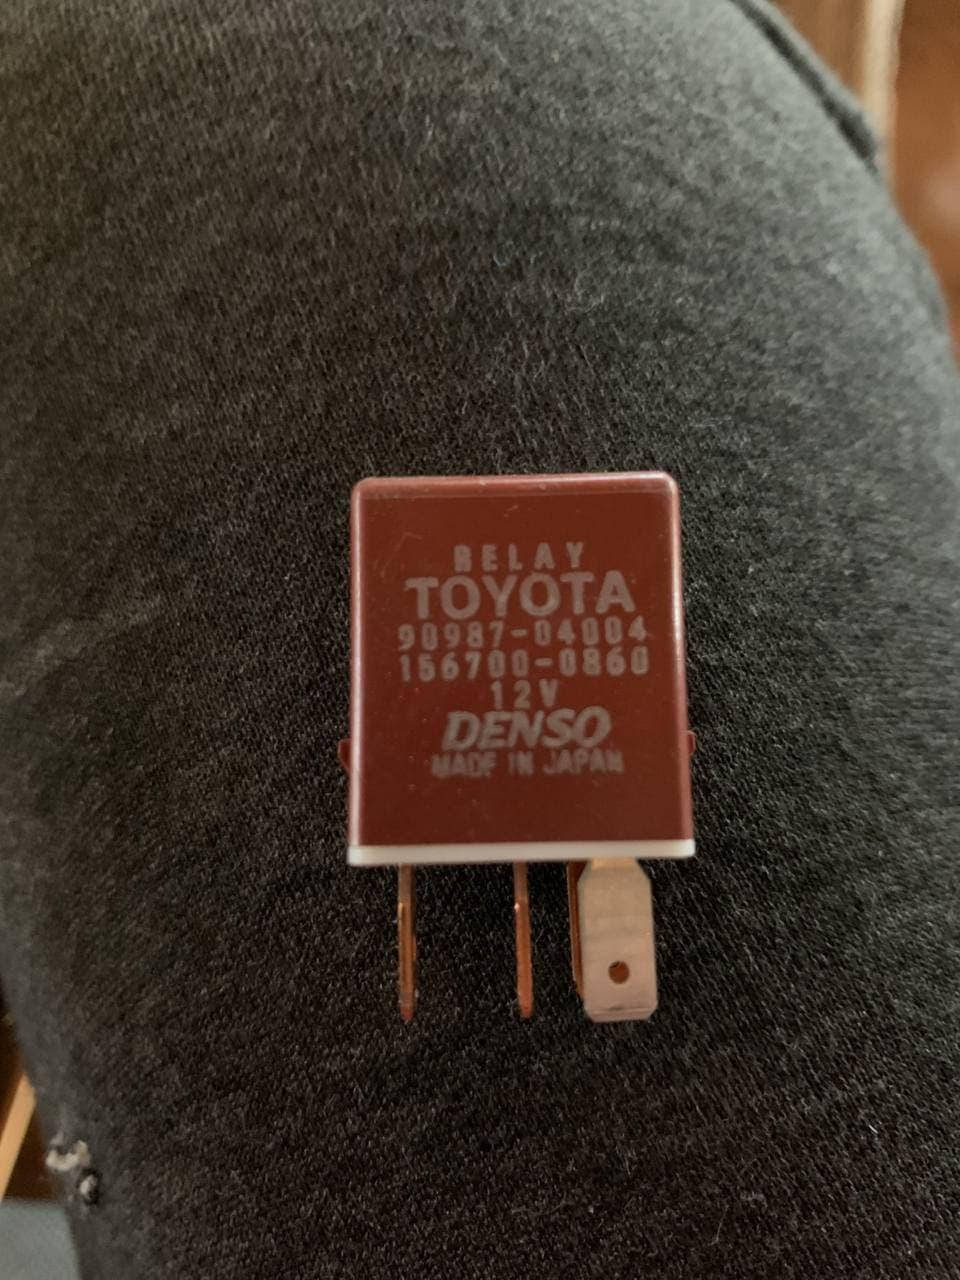 RELAY
TOYOTA
90987-04004
156700-0860
12V
DENSO
MADE IN JAPAN